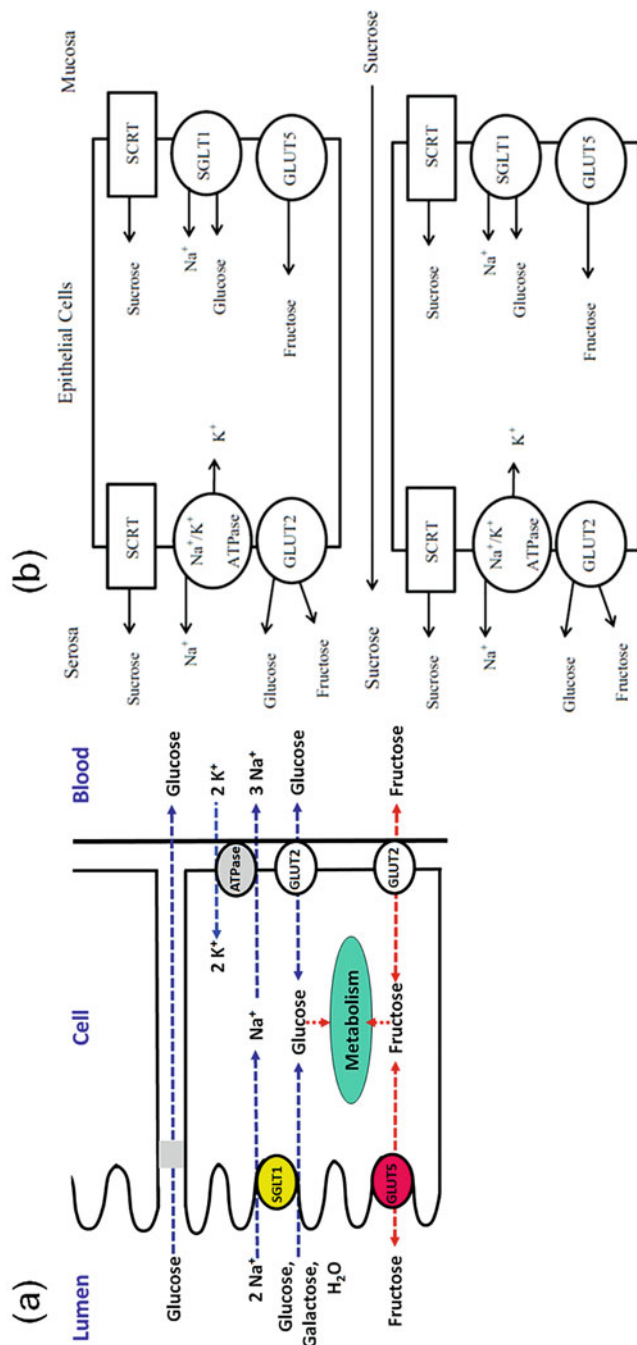 (a)
Lumen
Cell
Blood
Glucose
Glucose
2 K⁺
2 K⁺
ATPase
2 Na⁺
Na⁺
3 Na⁺
SGLT1
Glucose,
Galactose,
H₂O
Glucose
GLUT2
Glucose
Metabolism
Fructose
GLUT5
Fructose
GLUT2
Fructose
(b)
Serosa
Epithelial Cells
Mucosa
Sucrose
SCRT
Sucrose
SCRT
Na⁺
Na⁺/K⁺
ATPase
K⁺
Na⁺
Glucose
SGLT1
Glucose
Fructose
GLUT2
Fructose
GLUT5
Sucrose
Sucrose
Sucrose
SCRT
Sucrose
SCRT
Na⁺
Na⁺/K⁺
ATPase
K⁺
Na⁺
Glucose
SGLT1
Glucose
Fructose
GLUT2
Fructose
GLUT5